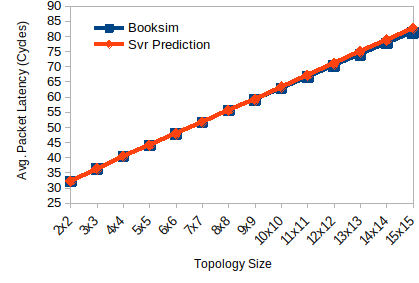 90
85
80
75
70
65
60
55
50
45
40
35
30
25
Avg. Packet Latency (Cycles)
Booksim
Svr Prediction
2x2 3x3 4x4 5x5 6x6 7x7 8x8 9x9 10x10 11x11 12x12 13x13 14x14 15x15
Topology Size